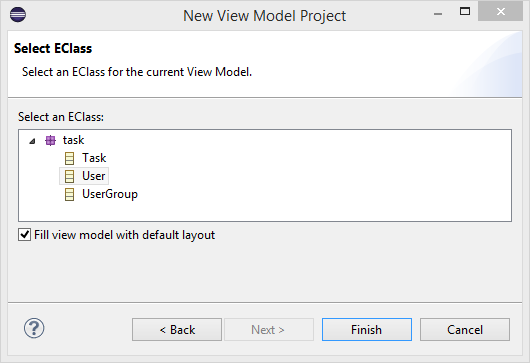 New View Model Project
Select EClass
Select an EClass for the current View Model.
Select an EClass:
task
Task
User
UserGroup
Fill view model with default layout
?
< Back
Next >
Finish
Cancel